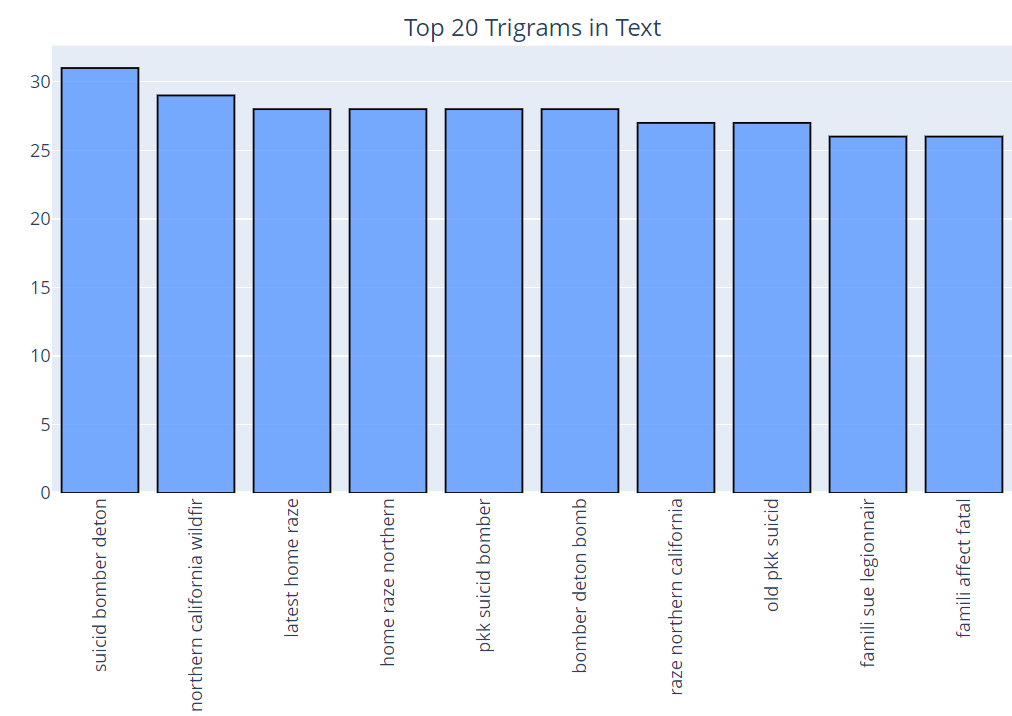 Top 20 Trigrams in Text
30
25
20
15
10
5
0
suicid bomber deton
northern california wildfir
latest home raze
home raze northern
pkk suicid bomber
bomber deton bomb
raze northern california
old pkk suicid
famili sue legionnair
famili affect fatal